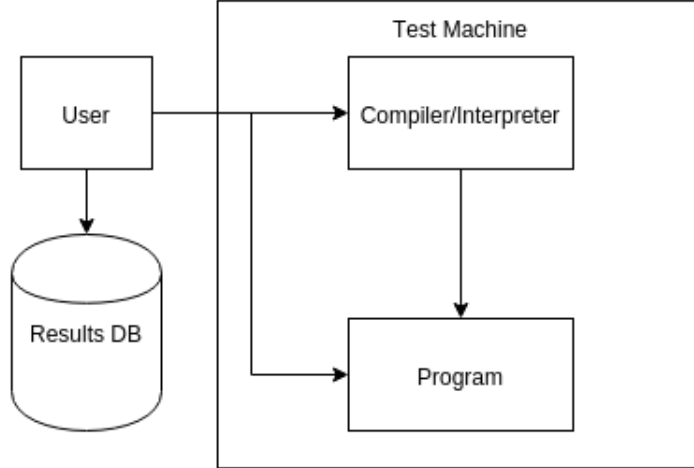 Test Machine
User
Compiler/Interpreter
Results DB
Program